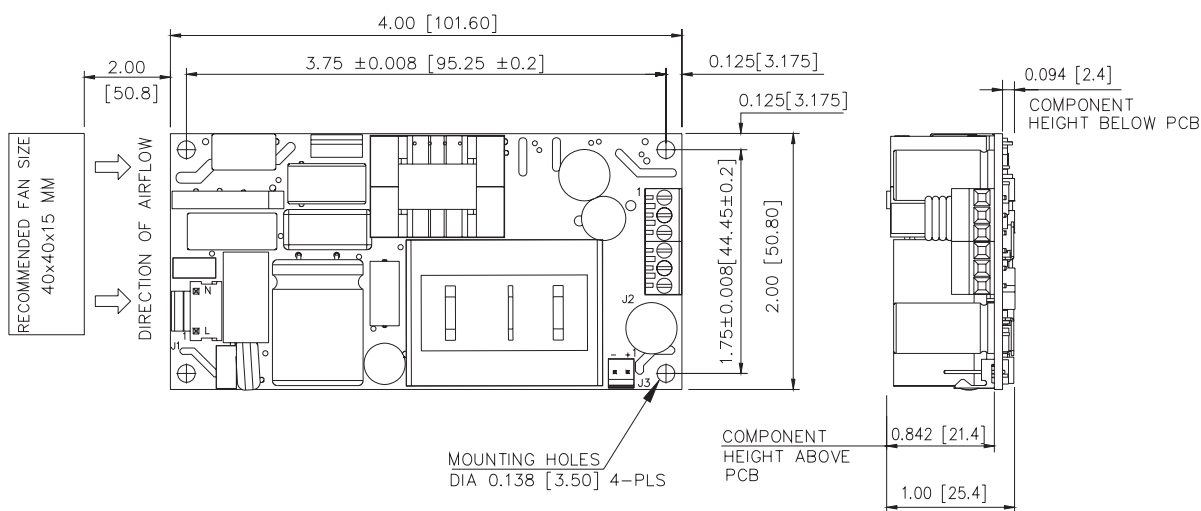 4.00 [101.60]
2.00
[50.8]
3.75 ±0.008 [95.25 ±0.2]
0.125[3.175]
0.125[3.175]
0.094 [2.4]
COMPONENT
HEIGHT BELOW PCB
RECOMMENDED FAN SIZE
40x40x15 MM
DIRECTION OF AIRFLOW
1
N
L
1
J1
J2
- +
1
J3
1.75±0.008[44.45±0.2]
2.00 [50.80]
MOUNTING HOLES
DIA 0.138 [3.50] 4-PLS
COMPONENT
HEIGHT ABOVE
PCB
0.842 [21.4]
1.00 [25.4]